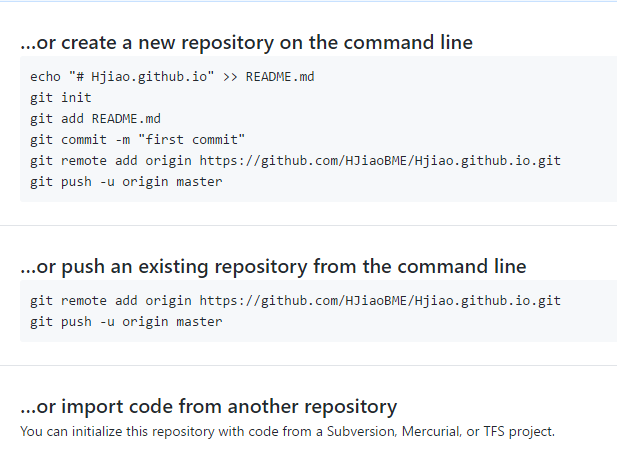 ...or create a new repository on the command line
echo "# Hjiao.github.io" >> README.md
git init
git add README.md
git commit -m "first commit"
git remote add origin https://github.com/HJiaoBME/Hjiao.github.io.git
git push -u origin master
...or push an existing repository from the command line
git remote add origin https://github.com/HJiaoBME/Hjiao.github.io.git
git push -u origin master
...or import code from another repository
You can initialize this repository with code from a Subversion, Mercurial, or TFS project.